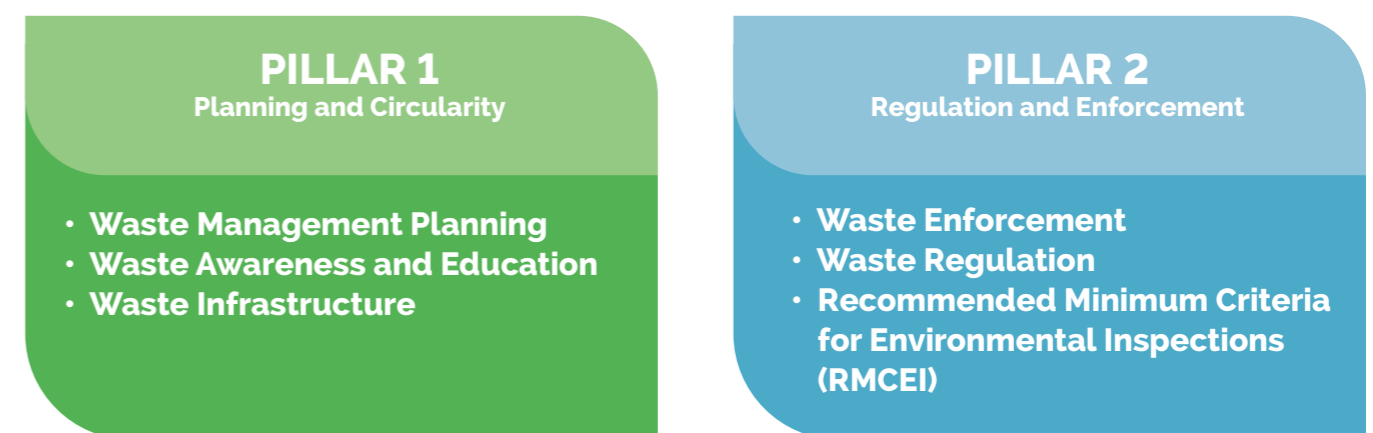 PILLAR 1
Planning and Circularity
• Waste Management Planning
• Waste Awareness and Education
• Waste Infrastructure
PILLAR 2
Regulation and Enforcement
• Waste Enforcement
• Waste Regulation
• Recommended Minimum Criteria
for Environmental Inspections
(RMCEI)